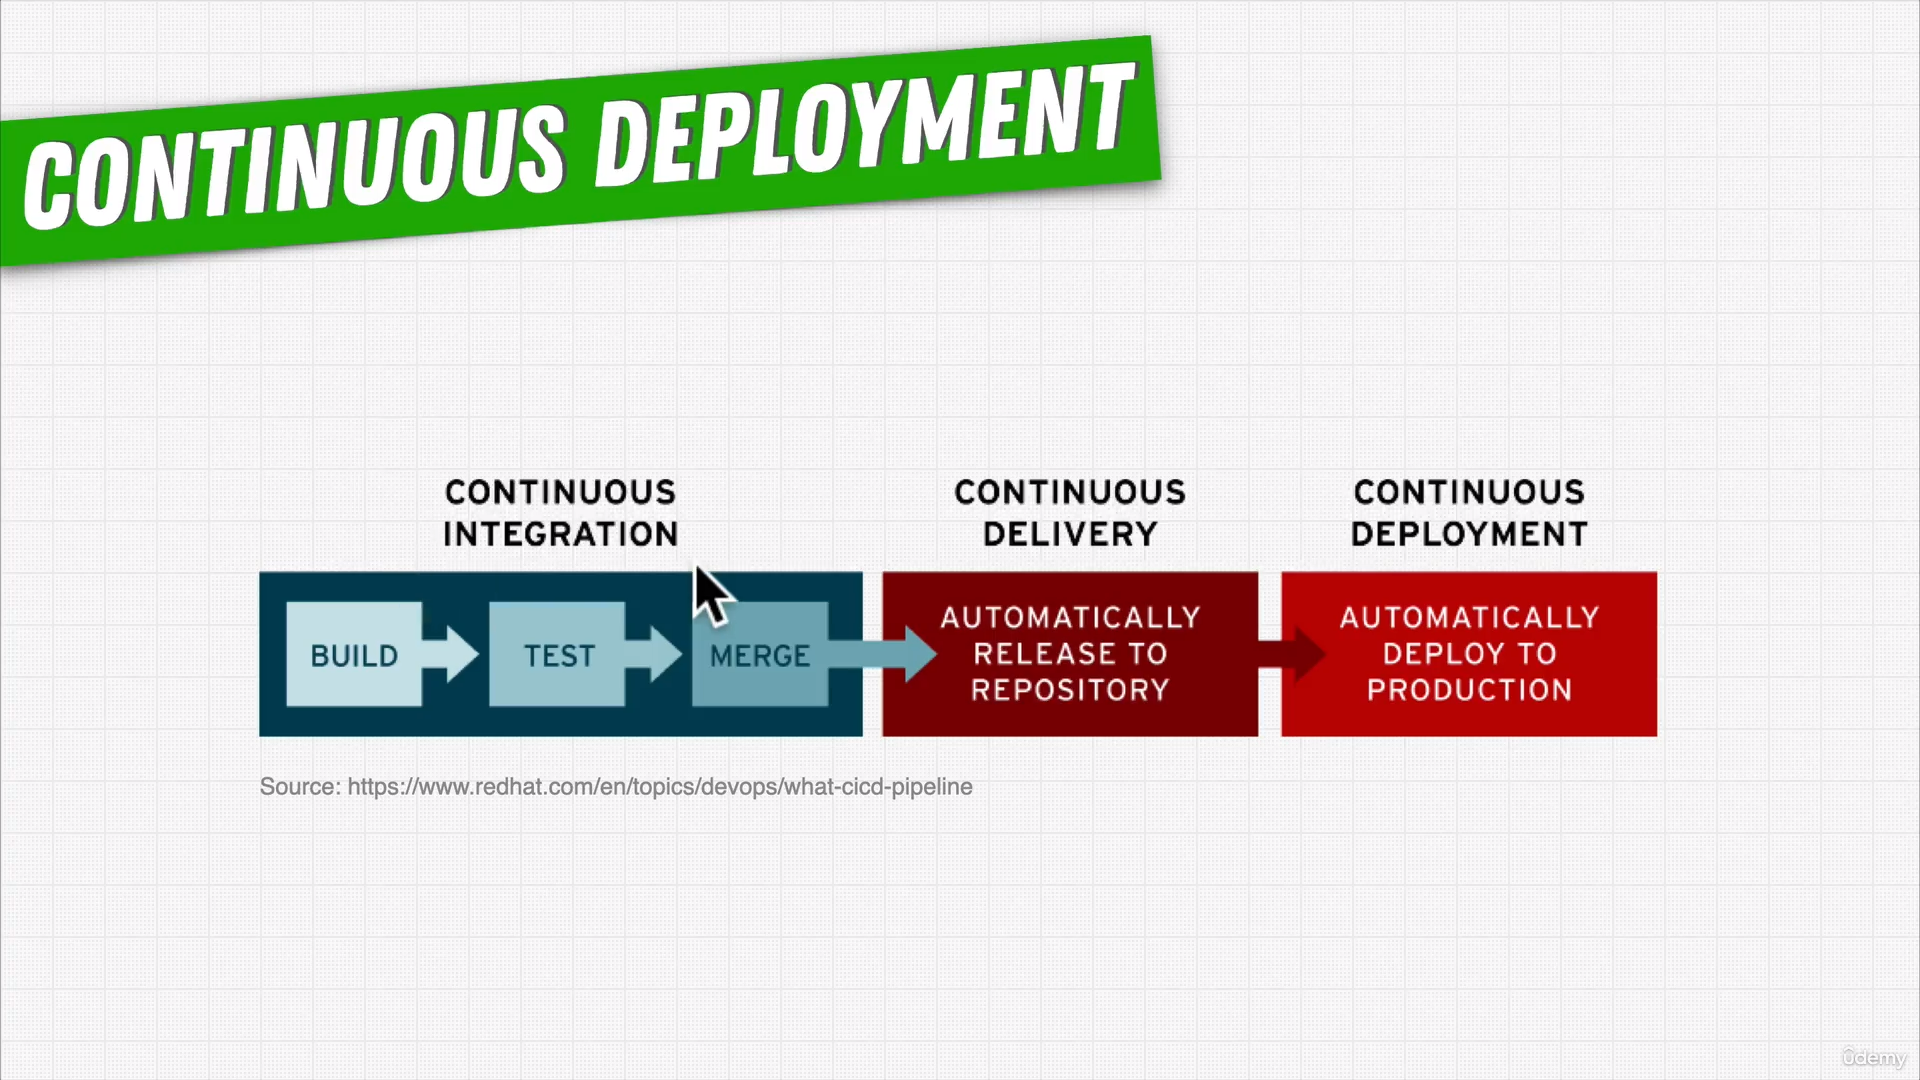 CONTINUOUS DEPLOYMENT
CONTINUOUS
INTEGRATION
CONTINUOUS
DELIVERY
CONTINUOUS
DEPLOYMENT
BUILD
TEST
MERGE
AUTOMATICALLY
RELEASE TO
REPOSITORY
AUTOMATICALLY
DEPLOY TO
PRODUCTION
Source: https://www.redhat.com/en/topics/devops/what-cicd-pipeline
ûdemy